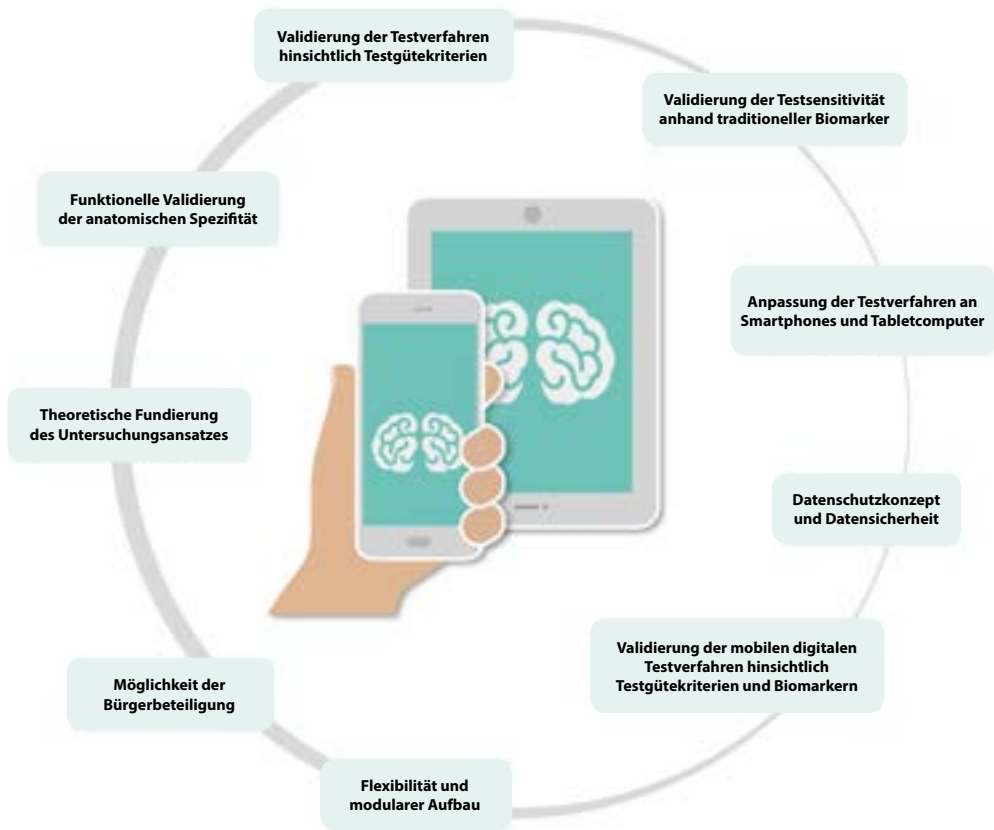 Validierung der Testverfahren
hinsichtlich Testgütekriterien
Validierung der Testsensitivität
anhand traditioneller Biomarker
Funktionelle Validierung
der anatomischen Spezifität
Anpassung der Testverfahren an
Smartphones und Tabletcomputer
Theoretische Fundierung
des Untersuchungsansatzes
Datenschutzkonzept
und Datensicherheit
Validierung der mobilen digitalen
Testverfahren hinsichtlich
Testgütekriterien und Biomarkern
Möglichkeit der
Bürgerbeteiligung
Flexibilität und
modularer Aufbau